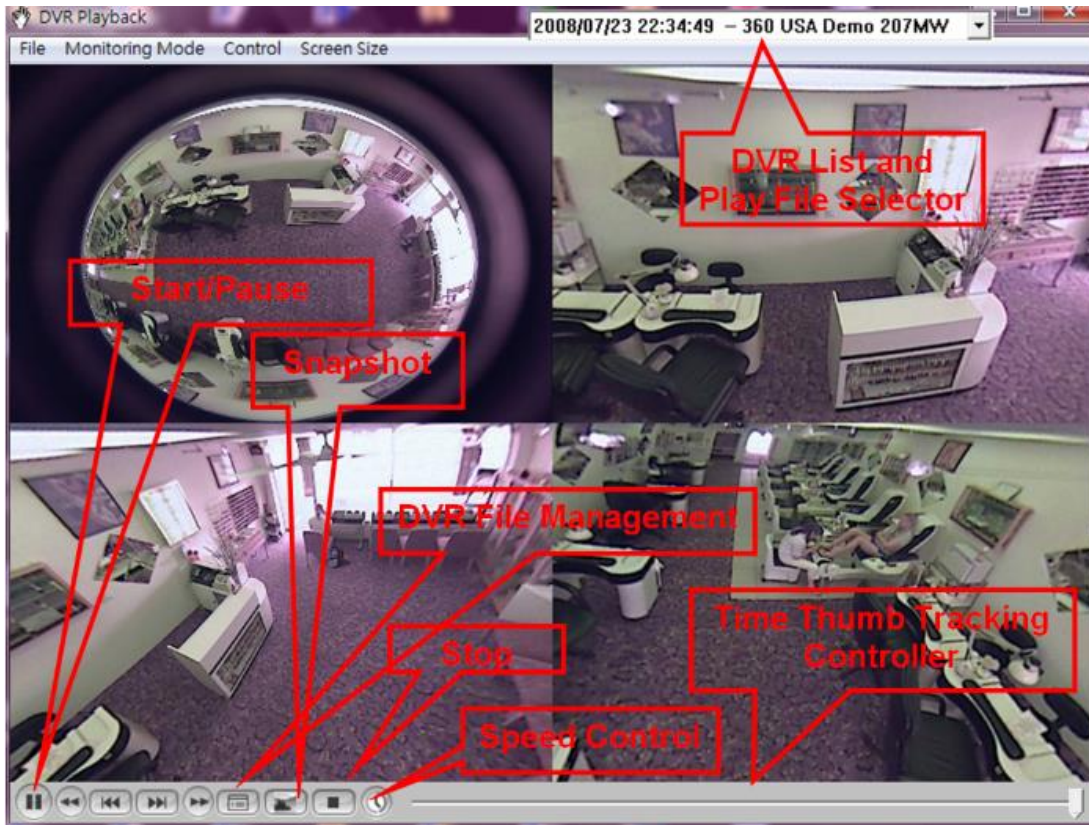 DVR Playback
2008/07/23 22:34:49 – 360 USA Demo 207MW
File Monitoring Mode Control Screen Size
DVR List and
Play File Selector
Start/Pause
Snapshot
DVR File Management
Time Thumb Tracking
Controller
Stop
Speed Control